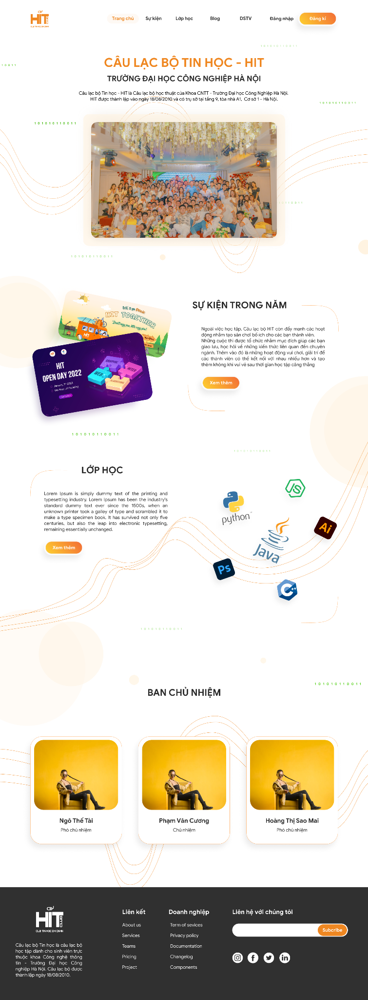 HIT
CLB TIN HỌC ĐH CNHN
Trang chủ
Sự kiện
Lớp học
Blog
DSTV
Đăng nhập
Đăng kí
101010110011
10011
CÂU LẠC BỘ TIN HỌC - HIT
TRƯỜNG ĐẠI HỌC CÔNG NGHIỆP HÀ NỘI
Câu lạc bộ Tin học - HIT là Câu lạc bộ học thuật của Khoa CNTT - Trường Đại học Công Nghiệp Hà Nội.
HIT được thành lập vào ngày 18/08/2010 và có trụ sở tại tầng 9, tòa nhà A1, Cơ sở 1 - Hà Nội.
101010110011
101010110011
110011
101010110011
SỰ KIỆN TRONG NĂM
Let's go Picnic
HIT TOGETHER
HIT
HIT
OPEN DAY 2022
January, 7th 2022
9th floor, A1 building
GRAPHIC
HITER
WEB
ALGORITHMS
Ngoài việc học tập, Câu lạc bộ HIT còn đẩy mạnh các hoạt
động nhằm tạo sân chơi bổ ích cho các bạn thành viên.
Những cuộc thi được tổ chức nhằm mục đích giúp các bạn
giao lưu, học hỏi về những kiến thức liên quan đến chuyên
ngành. Thêm vào đó là những hoạt động vui chơi, giải trí để
các thành viên có thể kết nối với nhau nhiều hơn và tạo
thêm không khí vui vẻ sau thời gian học tập căng thẳng
Xem thêm
101010110011
101010110011
LỚP HỌC
Lorem Ipsum is simply dummy text of the printing and
typesetting industry. Lorem Ipsum has been the industry's
standard dummy text ever since the 1500s, when an
unknown printer took a galley of type and scrambled it to
make a type specimen book. It has survived not only five
centuries, but also the leap into electronic typesetting,
remaining essentially unchanged.
Xem thêm
JS
python
Ai
Java
Ps
C++
101010110011
101010110011
BAN CHỦ NHIỆM
Ngô Thế Tài
Phó chủ nhiệm
Phạm Văn Cương
Chủ nhiệm
Hoàng Thị Sao Mai
Phó chủ nhiệm
HIT
CLUB
CLB TIN HỌC ĐH CNHN
Câu lạc bộ Tin học là câu lạc bộ
học tập dành cho sinh viên trực
thuộc khoa Công nghệ thông
tin - Trường Đại học Công
nghiệp Hà Nội. Câu lạc bộ được
thành lập ngày 18/08/2010.
Liên kết
About us
Services
Teams
Pricing
Project
Doanh nghiệp
Term of sevices
Privacy policy
Documentation
Changelog
Components
Liên hệ với chúng tôi
Subcribe